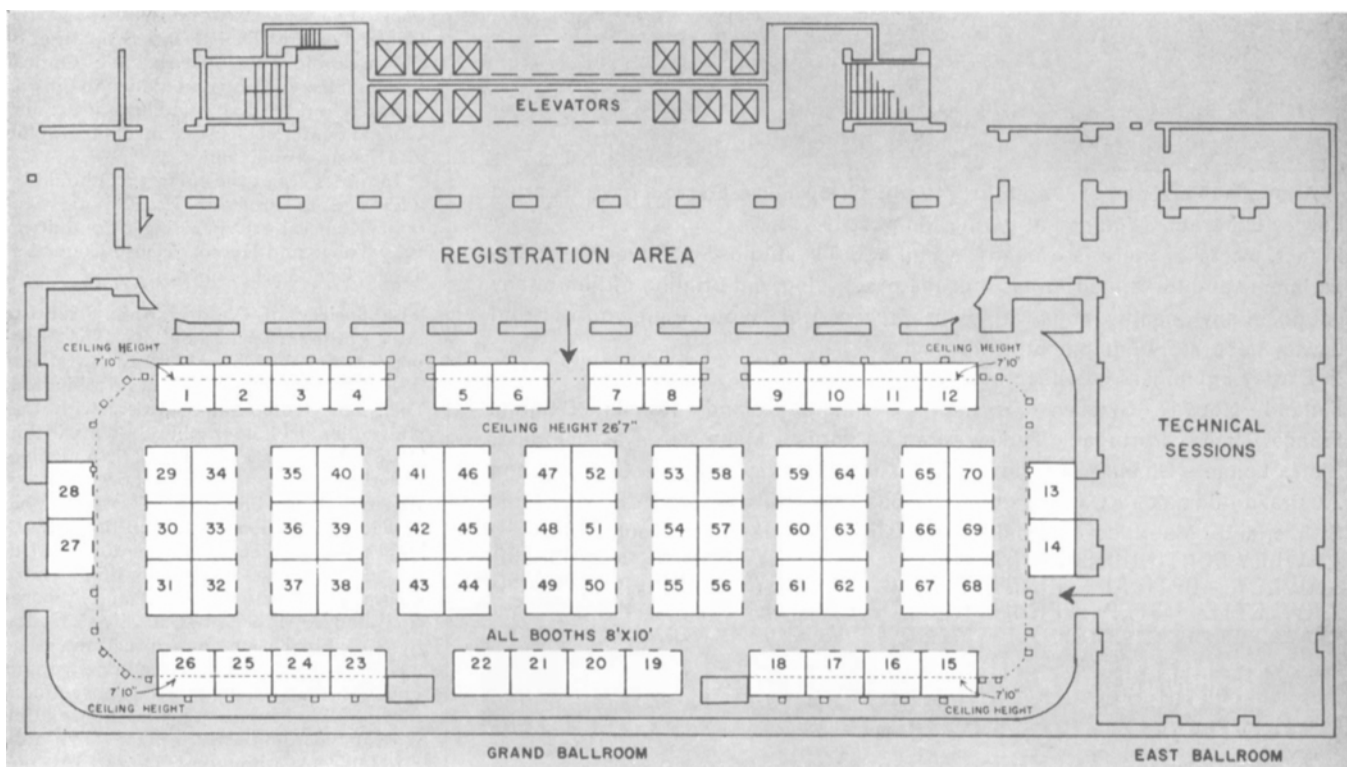 ELEVATORS
REGISTRATION AREA
CEILING HEIGHT
7'10"
CEILING HEIGHT
7'10"
1 2 3 4 5 6 7 8 9 10 11 12
CEILING HEIGHT 26'7"
TECHNICAL
SESSIONS
29 34 35 40 41 46 47 52 53 58 59 64 65 70
28 13
30 33 36 39 42 45 48 51 54 57 60 63 66 69
27 14
31 32 37 38 43 44 49 50 55 56 61 62 67 68
ALL BOOTHS 8'X10'
26 25 24 23 22 21 20 19 18 17 16 15
7'10"
CEILING HEIGHT
7'10"
CEILING HEIGHT
GRAND BALLROOM
EAST BALLROOM